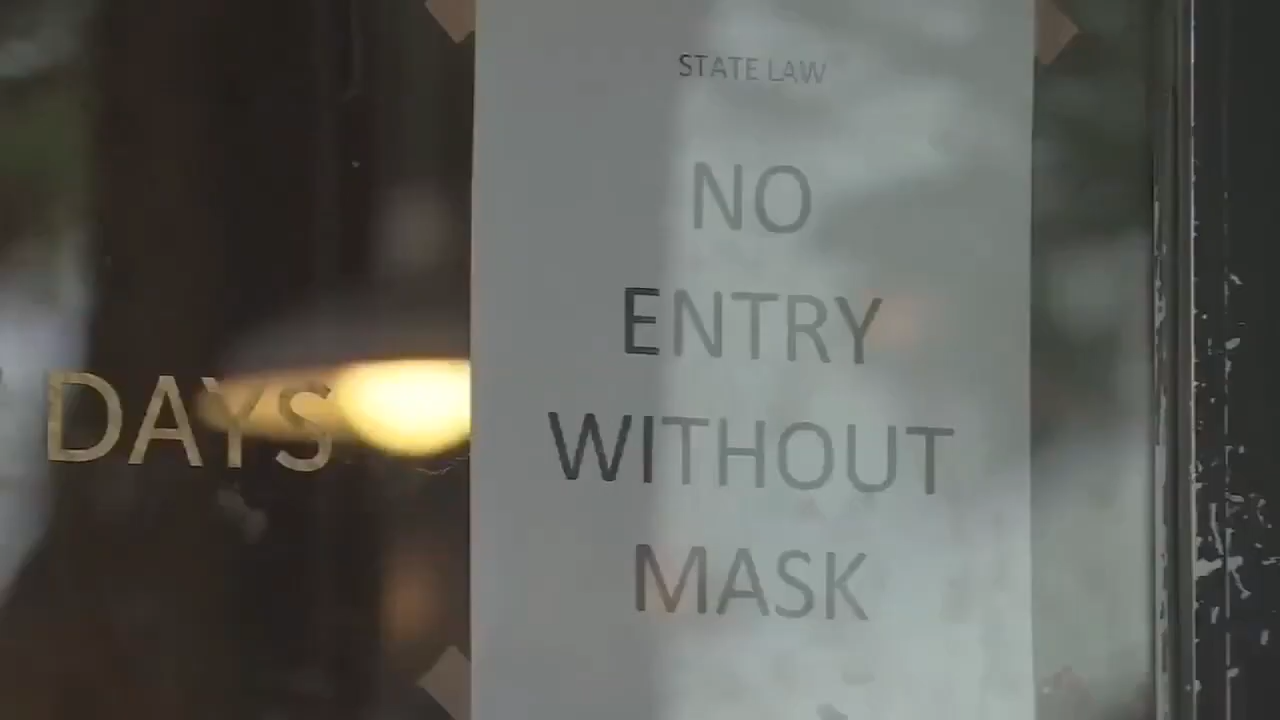 STATE LAW
NO
ENTRY
WITHOUT
MASK
DAYS